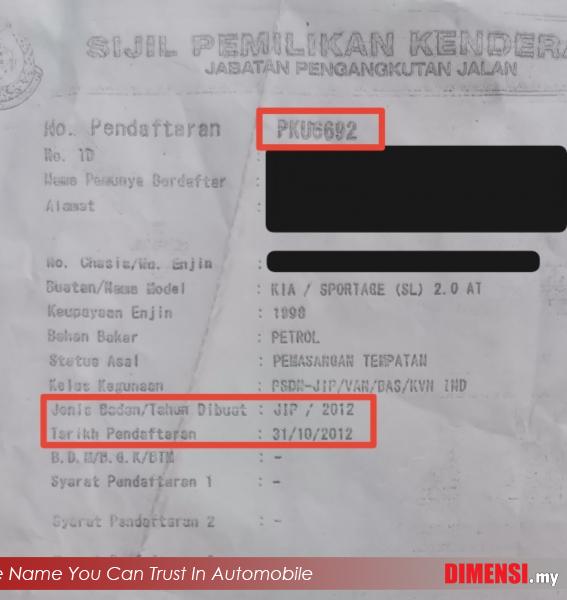 SIJIL PEMILIKAN KENDERA
JABATAN PENGANGKUTAN JALAN
No. Pendaftaran PKU6692
No. ID :
Nama Pemunya Berdaftar :
Alamat :
No. Chasis/No. Enjin :
Buatan/Nama Model : KIA / SPORTAGE (SL) 2.0 AT
Keupayaan Enjin : 1998
Bahan Bakar : PETROL
Status Asal : PEMASANGAN TEMPATAN
Kelas Kegunaan : PSDN-JIP/VAN/BAS/KVN IND
Jenis Badan/Tahun Dibuat : JIP / 2012
Tarikh Pendaftaran : 31/10/2012
B.D.M/B.G.K/BTM : -
Syarat Pendaftaran 1 : -
Syarat Pendaftaran 2 : -
e Name You Can Trust In Automobile DIMENSI.my